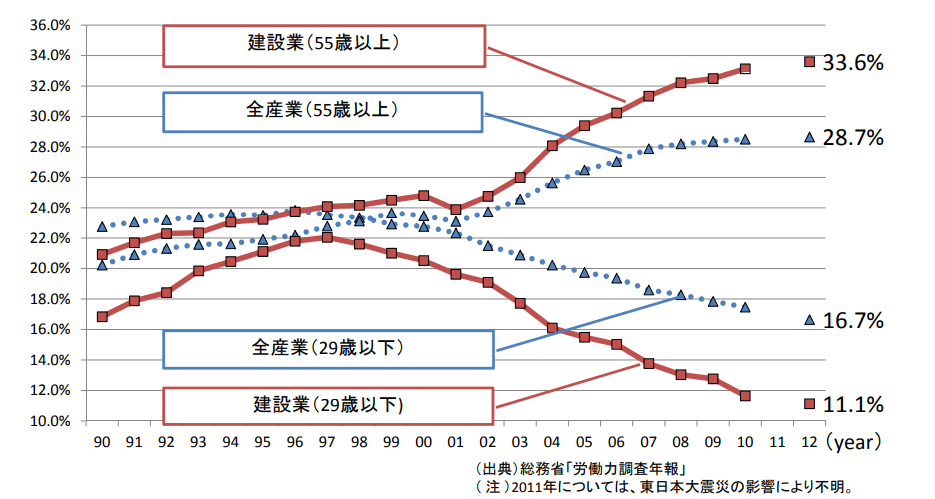 36.0%
34.0%
32.0%
30.0%
28.0%
26.0%
24.0%
22.0%
20.0%
18.0%
16.0%
14.0%
12.0%
10.0%
建設業(55歳以上)
全産業(55歳以上)
33.6%
28.7%
16.7%
11.1%
全産業(29歳以下)
建設業(29歳以下)
90 91 92 93 94 95 96 97 98 99 00 01 02 03 04 05 06 07 08 09 10 11 12 (year)
(出典)総務省「労働力調査年報」
(注)2011年については、東日本大震災の影響により不明。